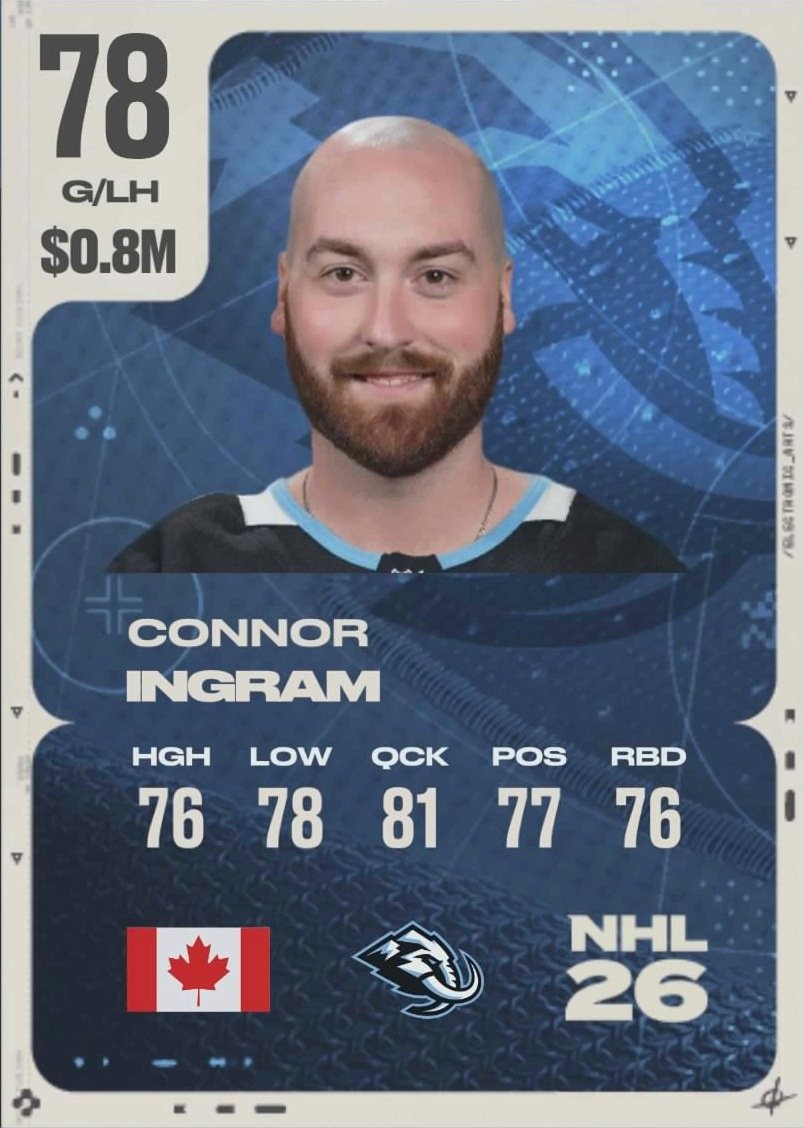 78
G/LH
$0.8M
CONNOR
INGRAM
HGH LOW QCK POS RBD
76 78 81 77 76
NHL
26